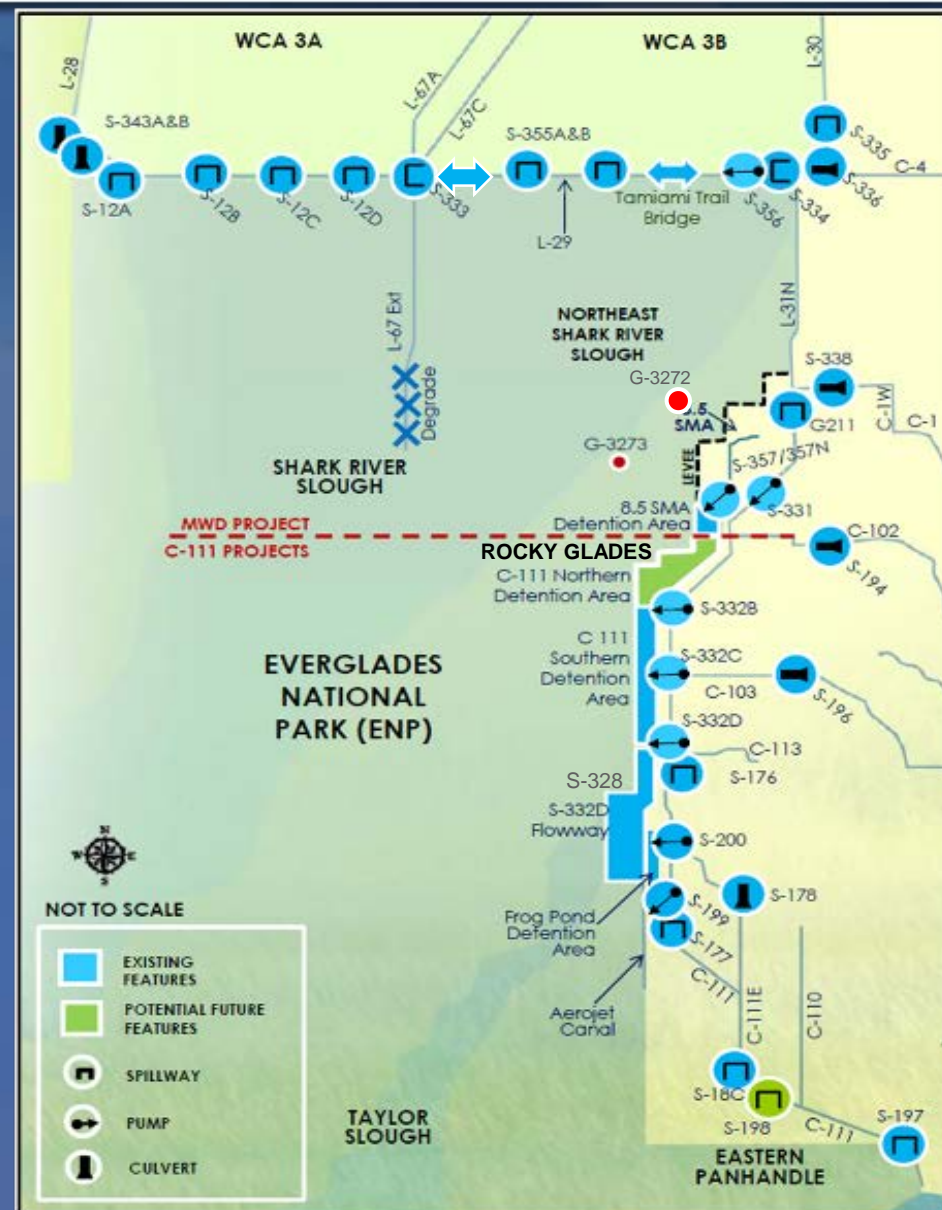 WCA 3A
WCA 3B
L-28
L-67A
L-67C
L-30
S-343A&B
S-355A&B
S-335
C-4
S-12A
S-12B
S-12C
S-12D
S-333
L-29
Tamiami Trail
Bridge
S-356
S-334
S-336
L-67 Ext
Degrade
L-31N
NORTHEAST
SHARK RIVER
SLOUGH
G-3272
S-338
C-1W
C-1
G211
SMA
G-3273
LEVEE
S-357/357N
S-331
SHARK RIVER
SLOUGH
8.5 SMA
Detention Area
MWD PROJECT
C-111 PROJECTS
C-102
S-194
ROCKY GLADES
C-111 Northern
Detention Area
S-332B
C 111
Southern
Detention
Area
S-332C
C-103
S-196
EVERGLADES
NATIONAL
PARK (ENP)
S-332D
C-113
S-176
S-328
S-332D
Flowway
S-200
S-178
N
W
E
S
NOT TO SCALE
Frog Pond
Detention
Area
S-199
S-177
C-111
C-111E
C-110
Aerojet
Canal
EXISTING
FEATURES
POTENTIAL FUTURE
FEATURES
SPILLWAY
PUMP
CULVERT
TAYLOR
SLOUGH
S-18C
S-198
C-111
S-197
EASTERN
PANHANDLE